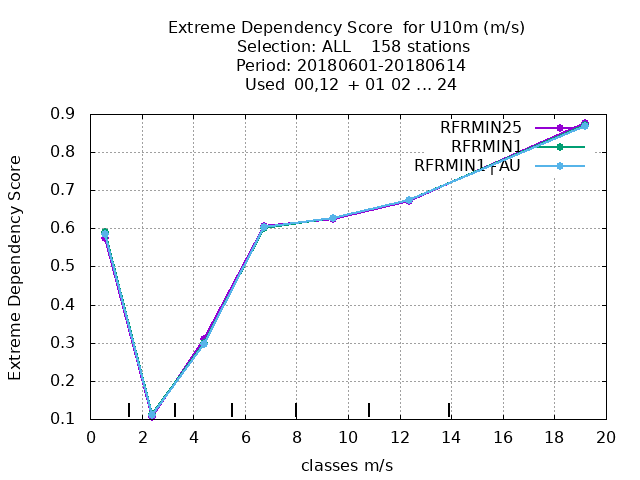 Extreme Dependency Score  for U10m (m/s)
Selection: ALL    158 stations
Period: 20180601-20180614
Used  00,12  + 01 02 ... 24
Extreme Dependency Score
0.9
0.8
0.7
0.6
0.5
0.4
0.3
0.2
0.1
RFRMIN25
RFRMIN1
RFRMIN1TAU
0 2 4 6 8 10 12 14 16 18 20
classes m/s